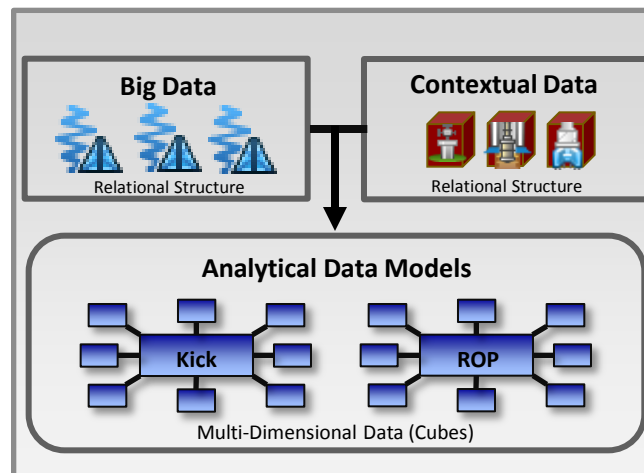 Big Data
Relational Structure
Contextual Data
Relational Structure
Analytical Data Models
Kick
ROP
Multi-Dimensional Data (Cubes)